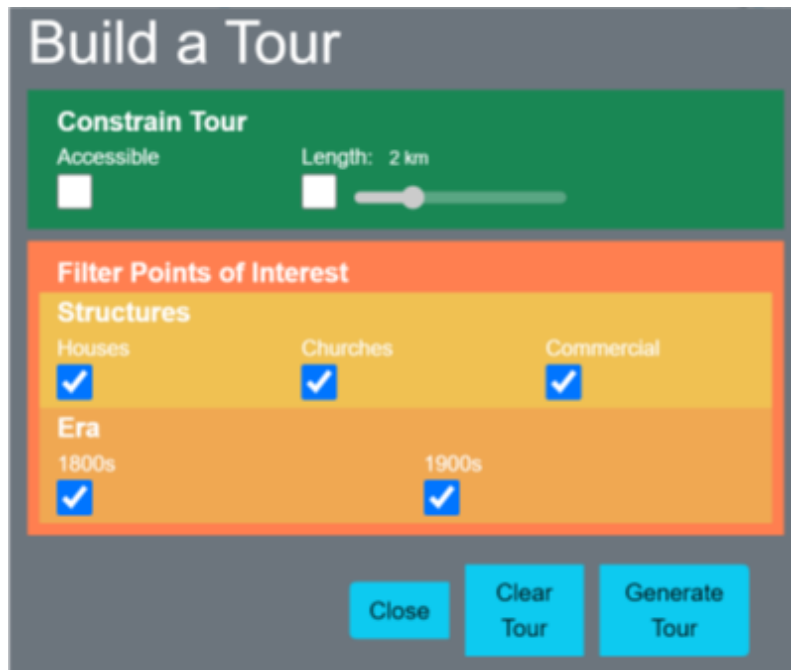 Build a Tour
Constrain Tour
Accessible Length: 2 km
Filter Points of Interest
Structures
Houses Churches Commercial
Era
1800s 1900s
Close Clear Tour Generate Tour